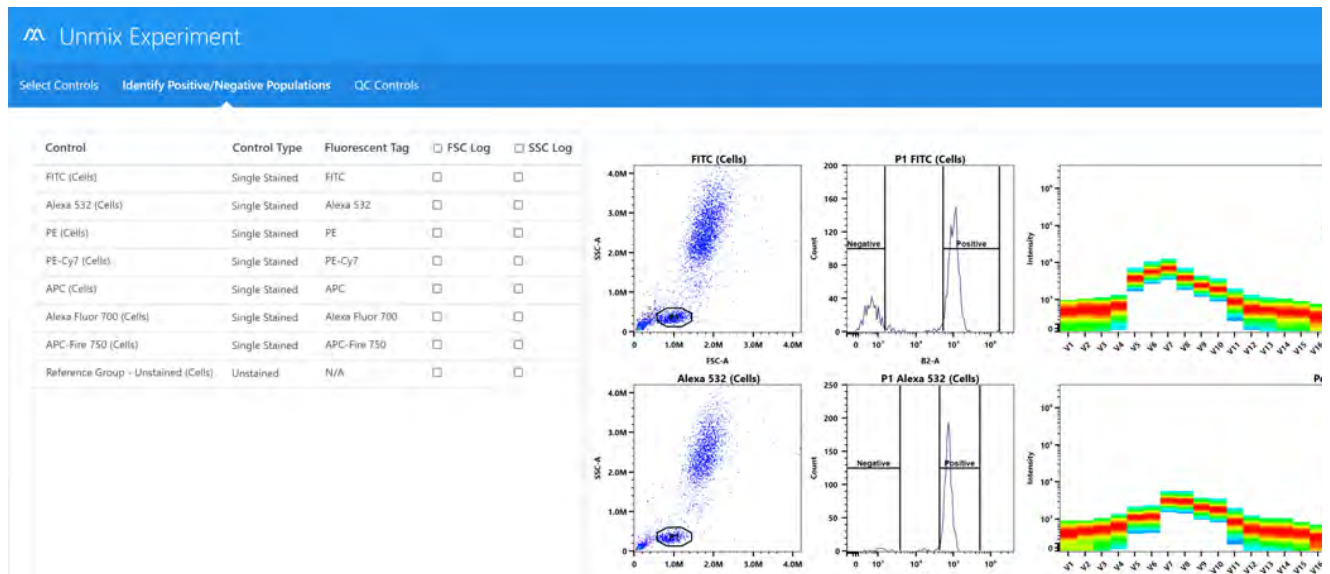 Unmix Experiment
Select Controls Identify Positive/Negative Populations QC Controls
Control Control Type Fluorescent Tag FSC Log SSC Log
FITC (Cells) Single Stained FITC
Alexa 532 (Cells) Single Stained Alexa 532
PE (Cells) Single Stained PE
PE-Cy7 (Cells) Single Stained PE-Cy7
APC (Cells) Single Stained APC
Alexa Fluor 700 (Cells) Single Stained Alexa Fluor 700
APC-Fire 750 (Cells) Single Stained APC-Fire 750
Reference Group - Unstained (Cells) Unstained N/A
FITC (Cells)
SSC-A
4.0M
3.0M
2.0M
1.0M
0
0 1.0M 2.0M 3.0M 4.0M
FSC-A
P1 FITC (Cells)
Count
200
160
120
80
40
0
Negative Positive
B2-A
Intensity
0
V1 V2 V3 V4 V5 V6 V7 V8 V9 V10 V11 V12 V13 V14 V15 V16
Alexa 532 (Cells)
SSC-A
4.0M
3.0M
2.0M
1.0M
0
0 1.0M 2.0M 3.0M 4.0M
P1 Alexa 532 (Cells)
Count
250
200
150
100
50
0
Negative Positive
Intensity
0
V1 V2 V3 V4 V5 V6 V7 V8 V9 V10 V11 V12 V13 V14 V15 V16